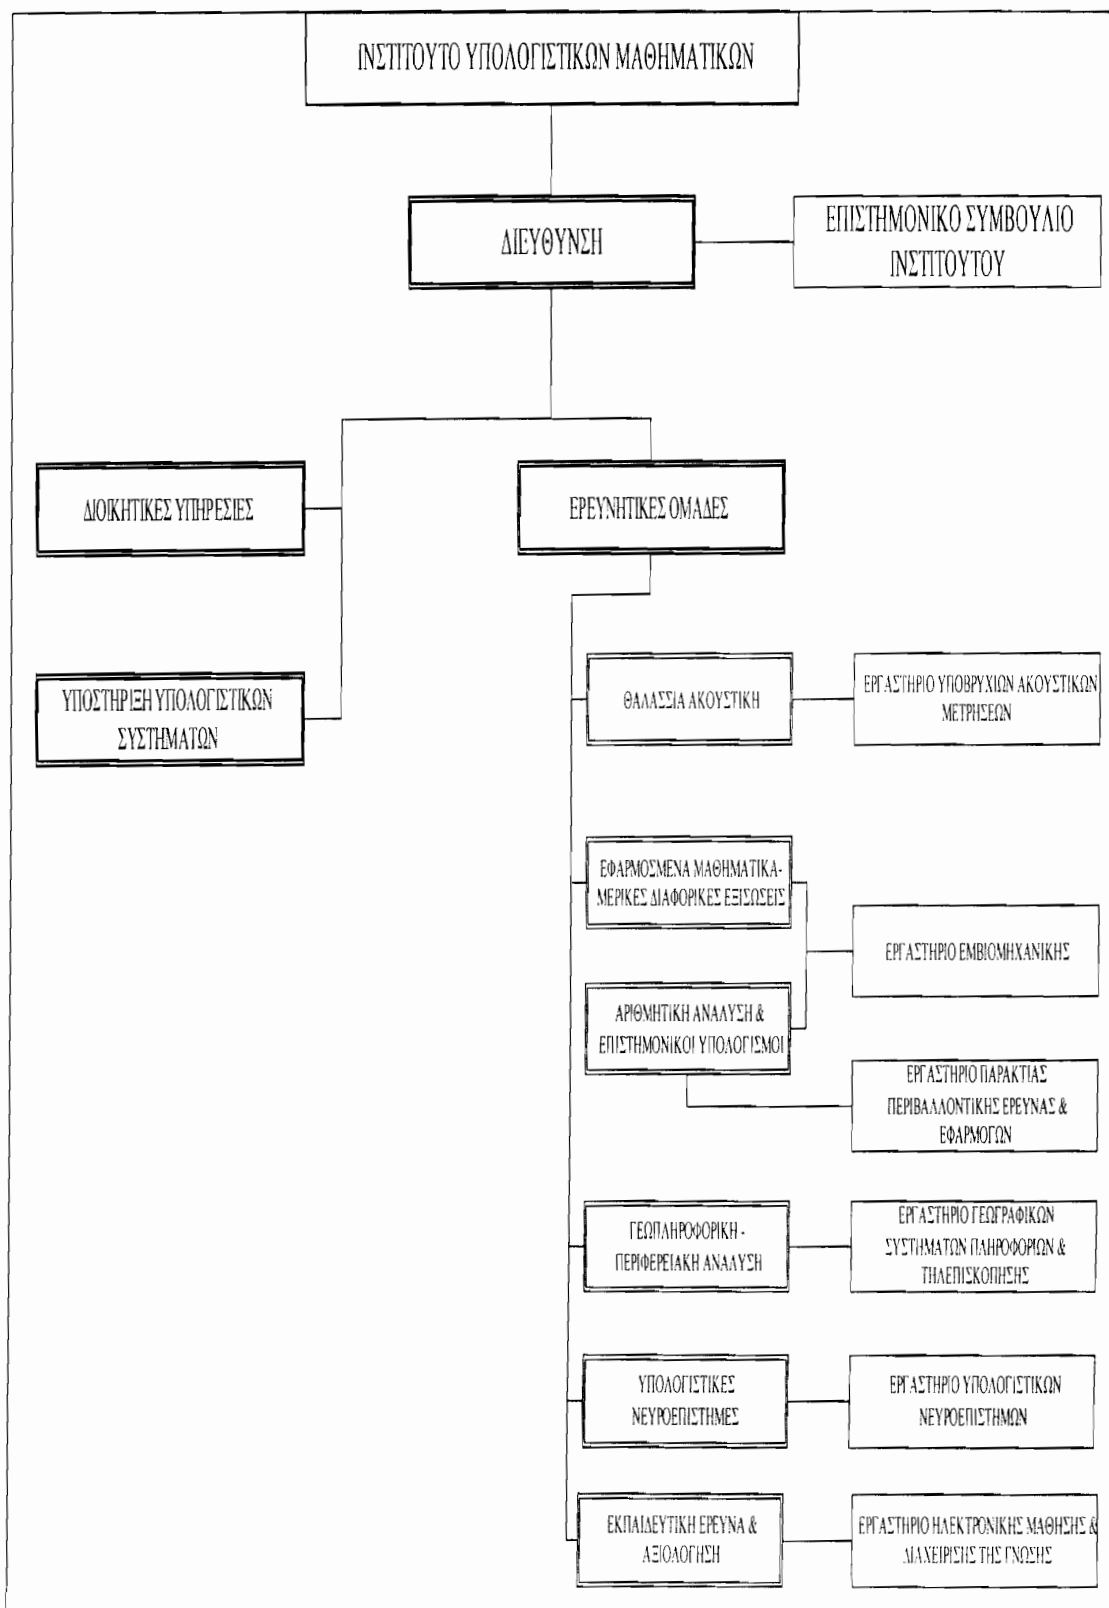 ΙΝΣΤΙΤΟΥΤΟ ΥΠΟΛΟΓΙΣΤΙΚΩΝ ΜΑΘΗΜΑΤΙΚΩΝ
ΔΙΕΥΘΥΝΣΗ
ΕΠΙΣΤΗΜΟΝΙΚΟ ΣΥΜΒΟΥΛΙΟ
ΙΝΣΤΙΤΟΥΤΟΥ
ΔΙΟΙΚΗΤΙΚΕΣ ΥΠΗΡΕΣΙΕΣ
ΕΡΕΥΝΗΤΙΚΕΣ ΟΜΑΔΕΣ
ΥΠΟΣΤΗΡΙΞΗ ΥΠΟΛΟΓΙΣΤΙΚΩΝ
ΣΥΣΤΗΜΑΤΩΝ
ΘΑΛΑΣΣΙΑ ΑΚΟΥΣΤΙΚΗ
ΕΡΓΑΣΤΗΡΙΟ ΥΠΟΒΡΥΧΙΩΝ ΑΚΟΥΣΤΙΚΩΝ
ΜΕΤΡΗΣΕΩΝ
ΕΦΑΡΜΟΣΜΕΝΑ ΜΑΘΗΜΑΤΙΚΑ-
ΜΕΡΙΚΕΣ ΔΙΑΦΟΡΙΚΕΣ ΕΞΙΣΩΣΕΙΣ
ΕΡΓΑΣΤΗΡΙΟ ΕΜΒΙΟΜΗΧΑΝΙΚΗΣ
ΑΡΙΘΜΗΤΙΚΗ ΑΝΑΛΥΣΗ &
ΕΠΙΣΤΗΜΟΝΙΚΟΙ ΥΠΟΛΟΓΙΣΜΟΙ
ΕΡΓΑΣΤΗΡΙΟ ΠΑΡΑΚΤΙΑΣ
ΠΕΡΙΒΑΛΛΟΝΤΙΚΗΣ ΕΡΕΥΝΑΣ &
ΕΦΑΡΜΟΓΩΝ
ΓΕΩΠΛΗΡΟΦΟΡΙΚΗ -
ΠΕΡΙΦΕΡΕΙΑΚΗ ΑΝΑΛΥΣΗ
ΕΡΓΑΣΤΗΡΙΟ ΓΕΩΓΡΑΦΙΚΩΝ
ΣΥΣΤΗΜΑΤΩΝ ΠΛΗΡΟΦΟΡΙΩΝ &
ΤΗΛΕΠΙΣΚΟΠΗΣΗΣ
ΥΠΟΛΟΓΙΣΤΙΚΕΣ
ΝΕΥΡΟΕΠΙΣΤΗΜΕΣ
ΕΡΓΑΣΤΗΡΙΟ ΥΠΟΛΟΓΙΣΤΙΚΩΝ
ΝΕΥΡΟΕΠΙΣΤΗΜΩΝ
ΕΚΠΑΙΔΕΥΤΙΚΗ ΕΡΕΥΝΑ &
ΑΞΙΟΛΟΓΗΣΗ
ΕΡΓΑΣΤΗΡΙΟ ΗΛΕΚΤΡΟΝΙΚΗΣ ΜΑΘΗΣΗΣ &
ΔΙΑΧΕΙΡΙΣΗΣ ΤΗΣ ΓΝΩΣΗΣ